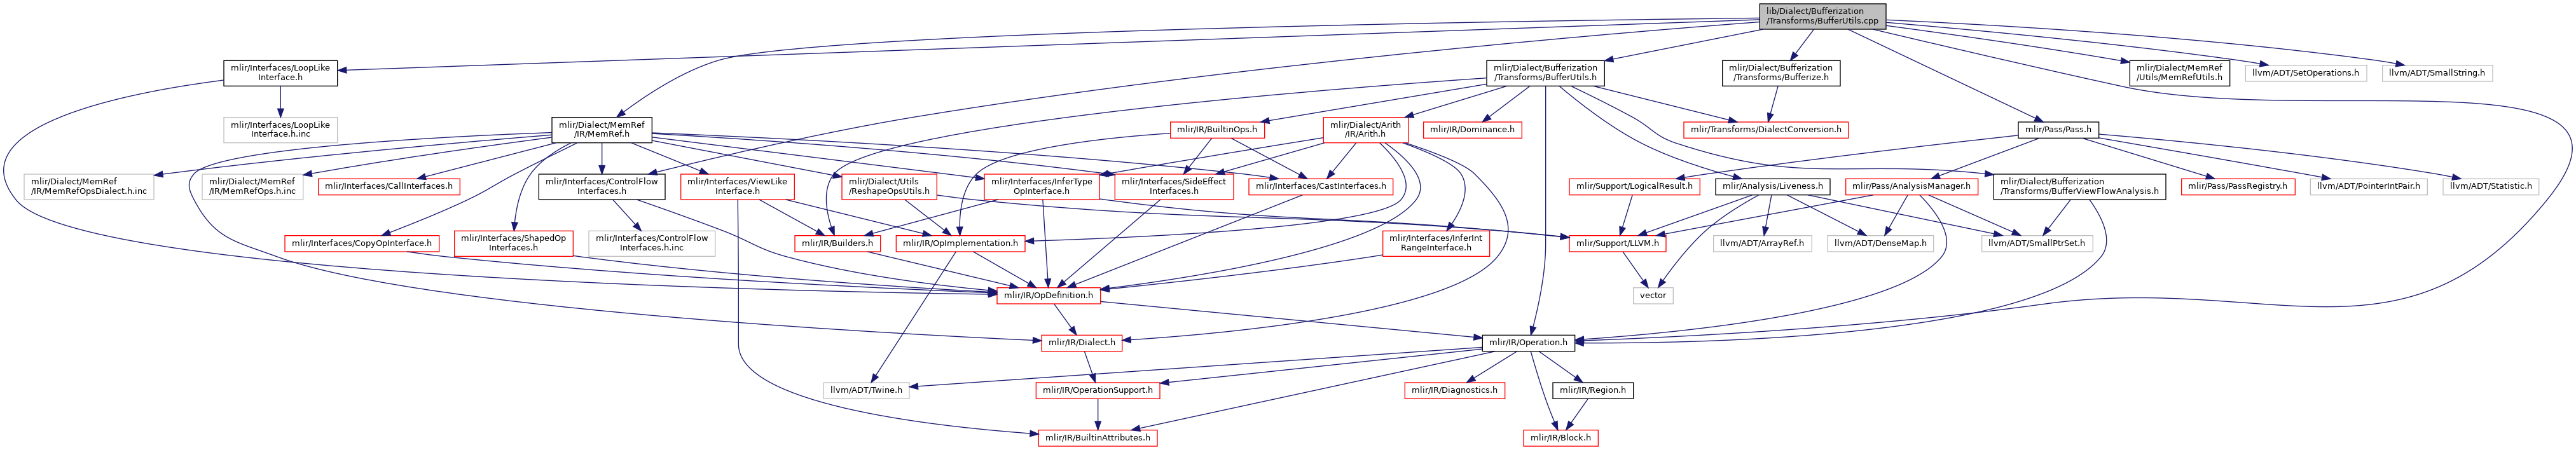 lib/Dialect/Bufferization
/Transforms/BufferUtils.cpp
mlir/Interfaces/LoopLike
Interface.h
mlir/Dialect/Bufferization
/Transforms/BufferUtils.h
mlir/Dialect/Bufferization
/Transforms/Bufferize.h
mlir/Dialect/MemRef
/Utils/MemRefUtils.h
llvm/ADT/SetOperations.h
llvm/ADT/SmallString.h
mlir/Interfaces/LoopLike
Interface.h.inc
mlir/Dialect/MemRef
/IR/MemRef.h
mlir/IR/BuiltinOps.h
mlir/Dialect/Arith
/IR/Arith.h
mlir/IR/Dominance.h
mlir/Transforms/DialectConversion.h
mlir/Pass/Pass.h
mlir/Dialect/MemRef
/IR/MemRefOpsDialect.h.inc
mlir/Dialect/MemRef
/IR/MemRefOps.h.inc
mlir/Interfaces/CallInterfaces.h
mlir/Interfaces/ControlFlow
Interfaces.h
mlir/Interfaces/ViewLike
Interface.h
mlir/Dialect/Utils
/ReshapeOpsUtils.h
mlir/Interfaces/InferType
OpInterface.h
mlir/Interfaces/SideEffect
Interfaces.h
mlir/Interfaces/CastInterfaces.h
mlir/Support/LogicalResult.h
mlir/Analysis/Liveness.h
mlir/Pass/AnalysisManager.h
mlir/Dialect/Bufferization
/Transforms/BufferViewFlowAnalysis.h
mlir/Pass/PassRegistry.h
llvm/ADT/PointerIntPair.h
llvm/ADT/Statistic.h
mlir/Interfaces/CopyOpInterface.h
mlir/Interfaces/ShapedOp
Interfaces.h
mlir/Interfaces/ControlFlow
Interfaces.h.inc
mlir/IR/Builders.h
mlir/IR/OpImplementation.h
mlir/Interfaces/InferInt
RangeInterface.h
mlir/Support/LLVM.h
llvm/ADT/ArrayRef.h
llvm/ADT/DenseMap.h
llvm/ADT/SmallPtrSet.h
mlir/IR/OpDefinition.h
vector
mlir/IR/Dialect.h
mlir/IR/Operation.h
llvm/ADT/Twine.h
mlir/IR/OperationSupport.h
mlir/IR/Diagnostics.h
mlir/IR/Region.h
mlir/IR/BuiltinAttributes.h
mlir/IR/Block.h